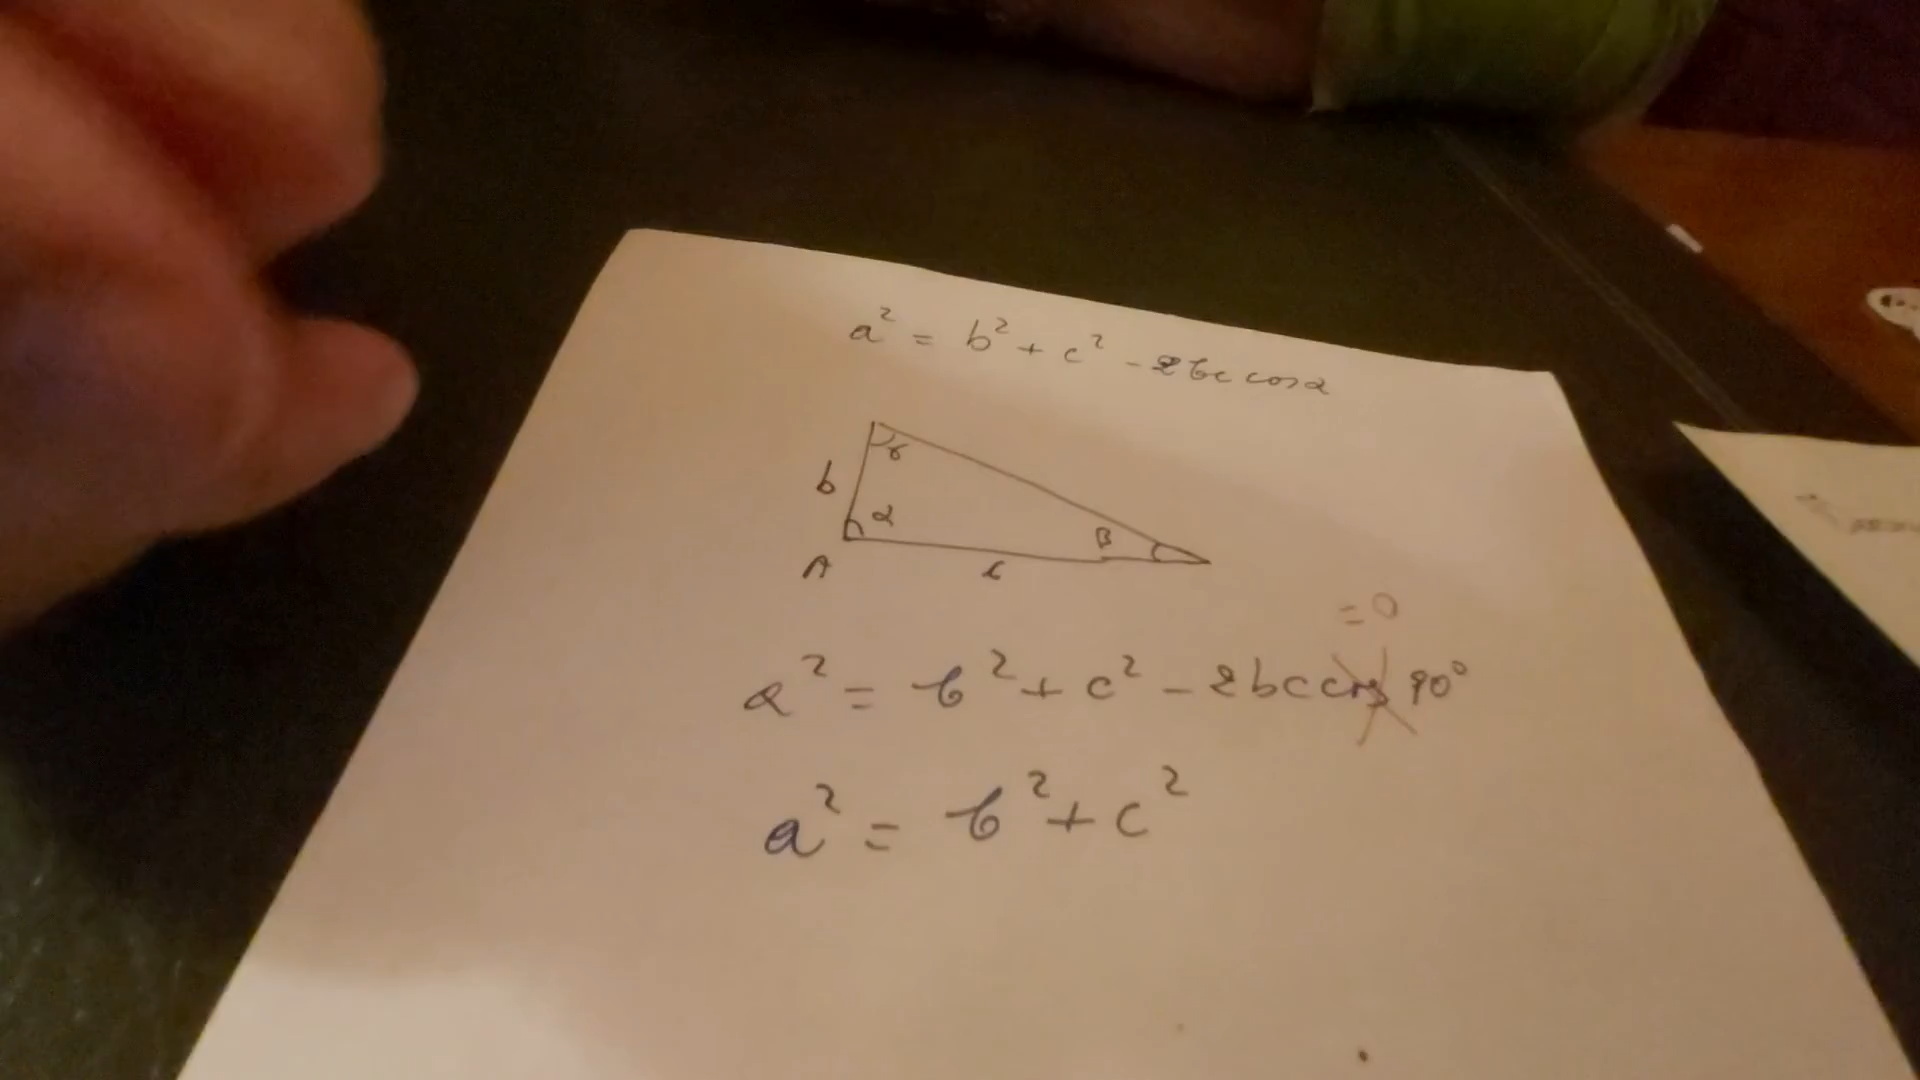 a² = b² + c² - 2bc cos α
γ
b
α
B
A
c
= 0
a² = b² + c² - 2bc cos 90°
a² = b² + c²